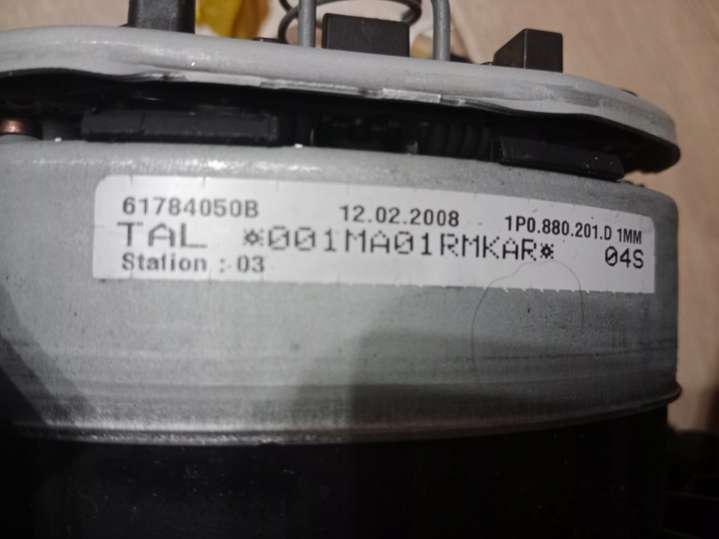 61784050B 12.02.2008 1P0.880.201.D 1MM
TAL *001MA01RMKAR* 04S
Station : 03